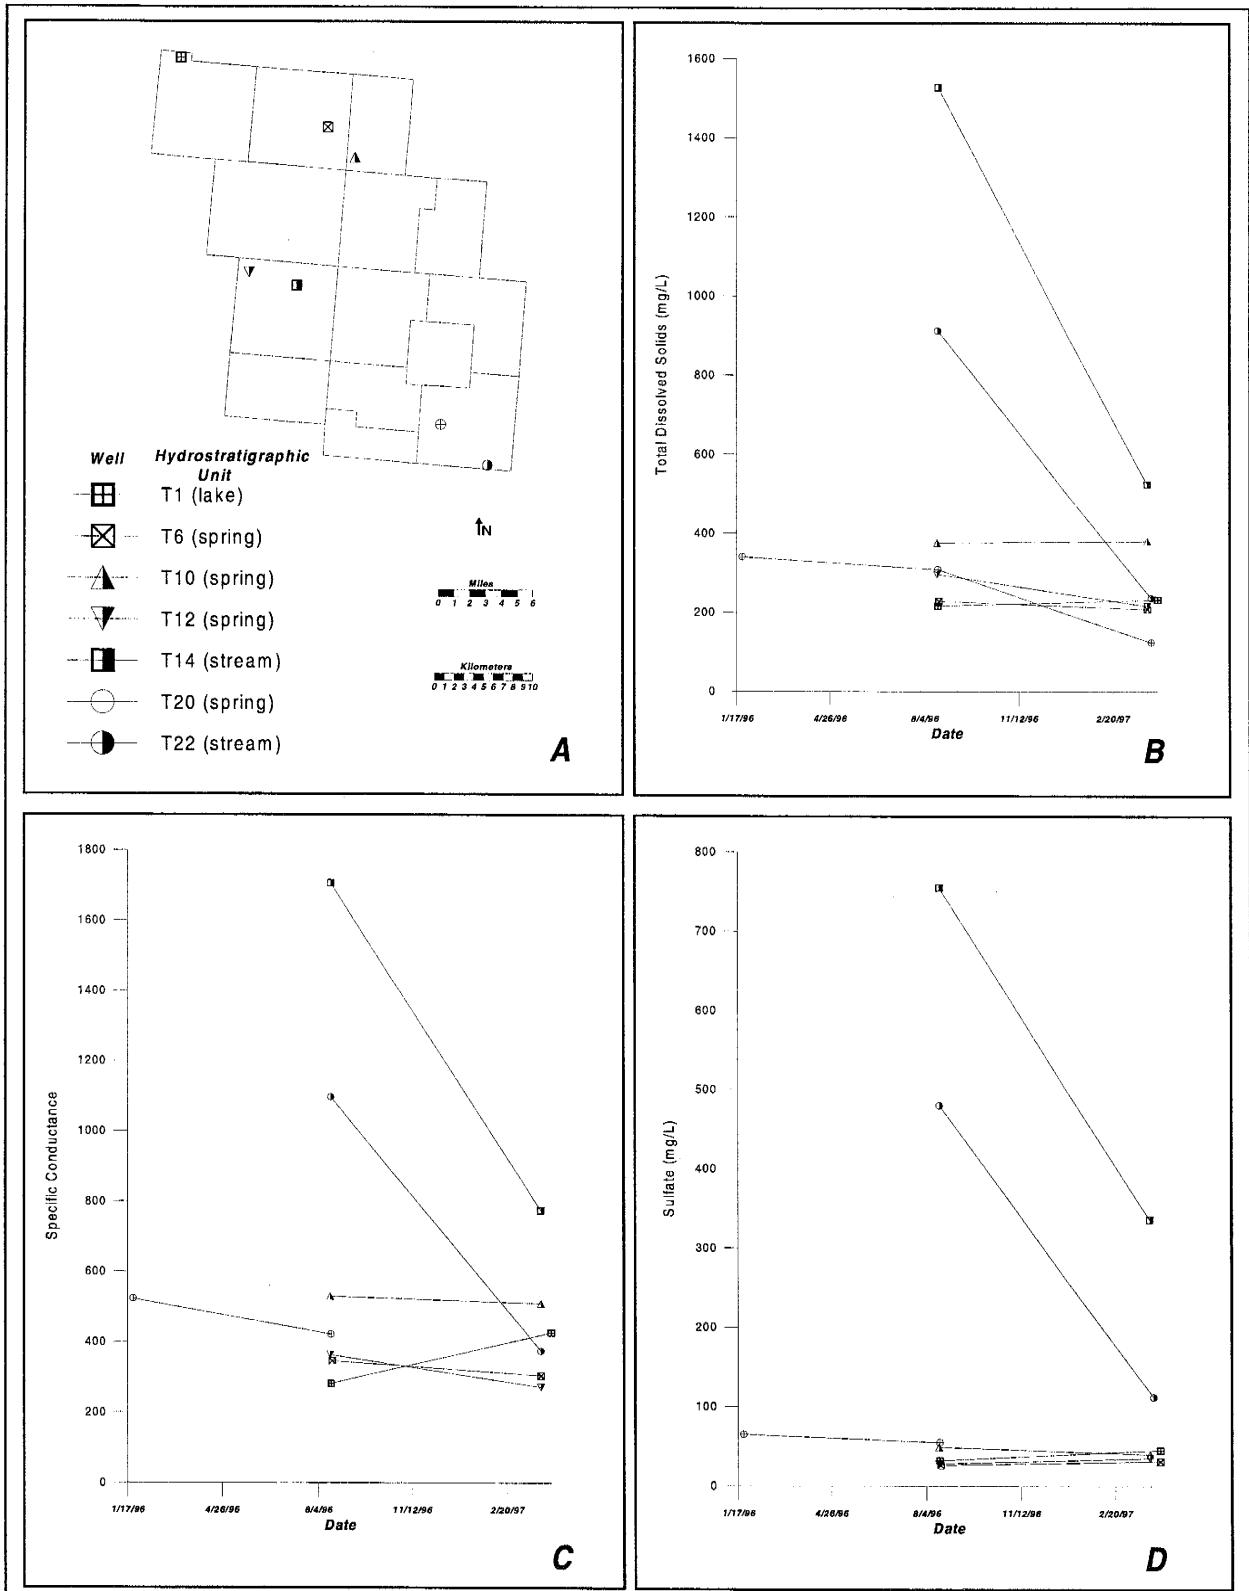 Well Hydrostratigraphic Unit
T1 (lake)
T6 (spring)
T10 (spring)
T12 (spring)
T14 (stream)
T20 (spring)
T22 (stream)
N
Miles
0 1 2 3 4 5 6
Kilometers
0 1 2 3 4 5 6 7 8 9 10
A
Total Dissolved Solids (mg/L)
1600
1400
1200
1000
800
600
400
200
0
1/17/96 4/26/96 8/4/96 11/12/96 2/20/97
Date
B
Specific Conductance
1800
1600
1400
1200
1000
800
600
400
200
0
1/17/96 4/26/96 8/4/96 11/12/96 2/20/97
Date
C
Sulfate (mg/L)
800
700
600
500
400
300
200
100
0
1/17/96 4/26/96 8/4/96 11/12/96 2/20/97
Date
D